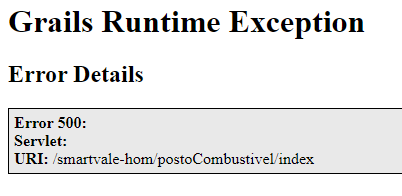 Grails Runtime Exception
Error Details
Error 500:
Servlet:
URI: /smartvale-hom/postoCombustivel/index